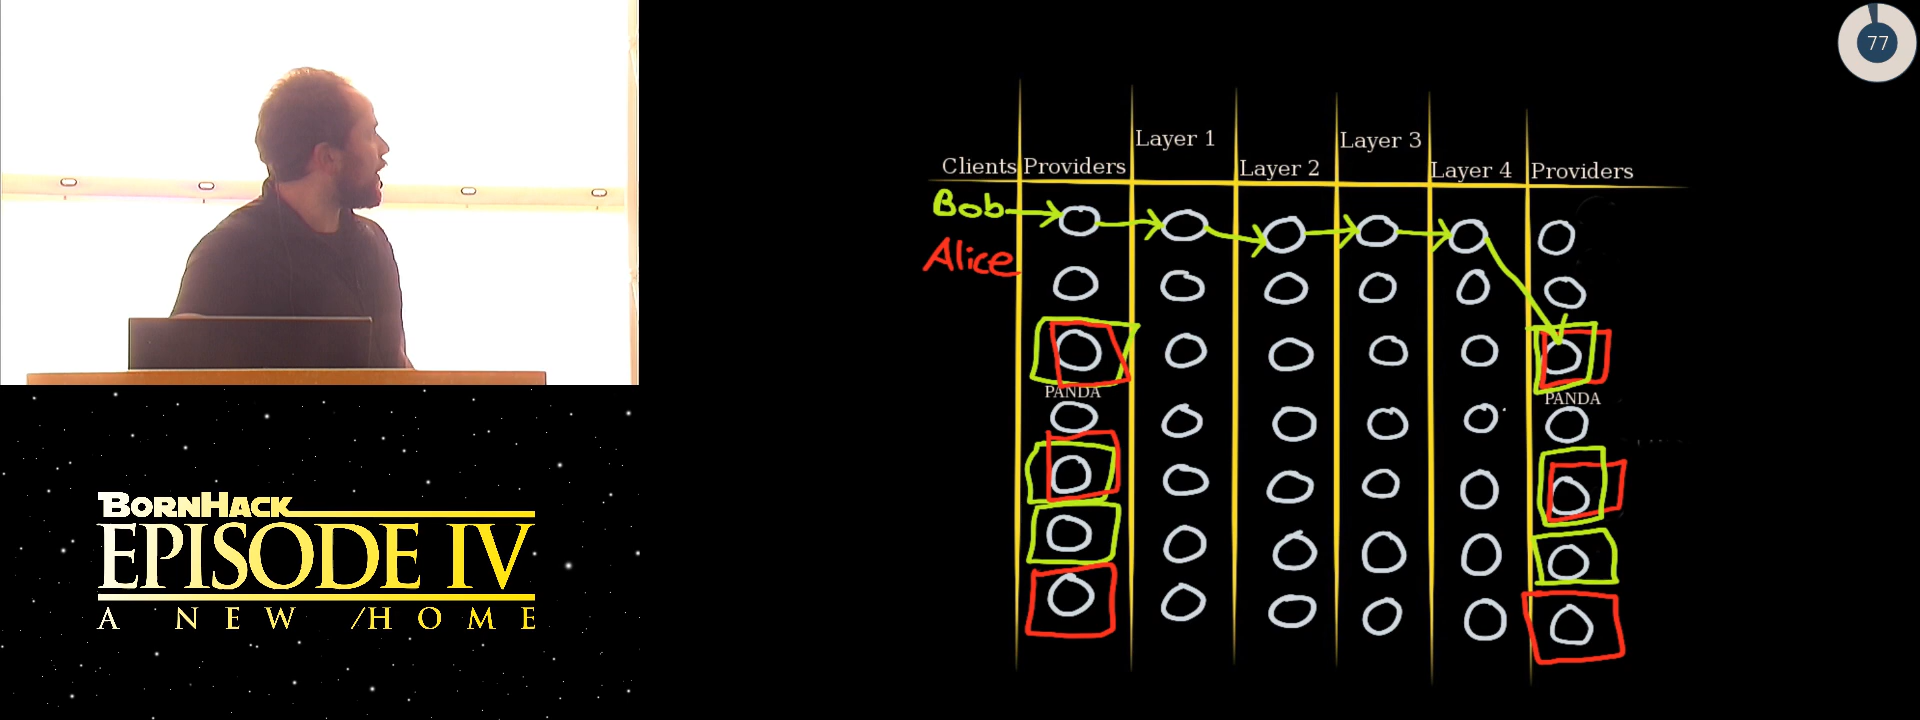 77
Layer 1
Layer 3
Clients Providers
Layer 2
Layer 4 Providers
Bob
Alice
PANDA
PANDA
BORNHACK
EPISODE IV
A NEW /HOME